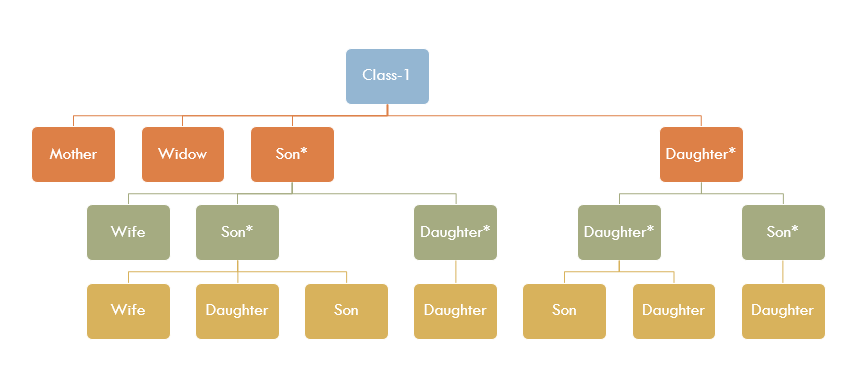 Class-1
Mother
Widow
Son*
Daughter*
Wife
Son*
Daughter*
Daughter*
Son*
Wife
Daughter
Son
Daughter
Son
Daughter
Daughter